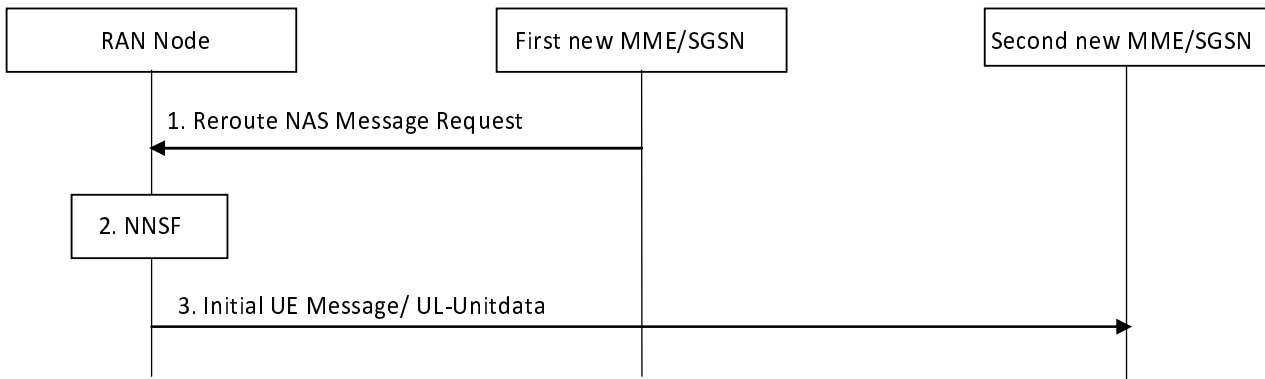 RAN Node
First new MME/SGSN
Second new MME/SGSN
1. Reroute NAS Message Request
2. NNSF
3. Initial UE Message/ UL-Unitdata